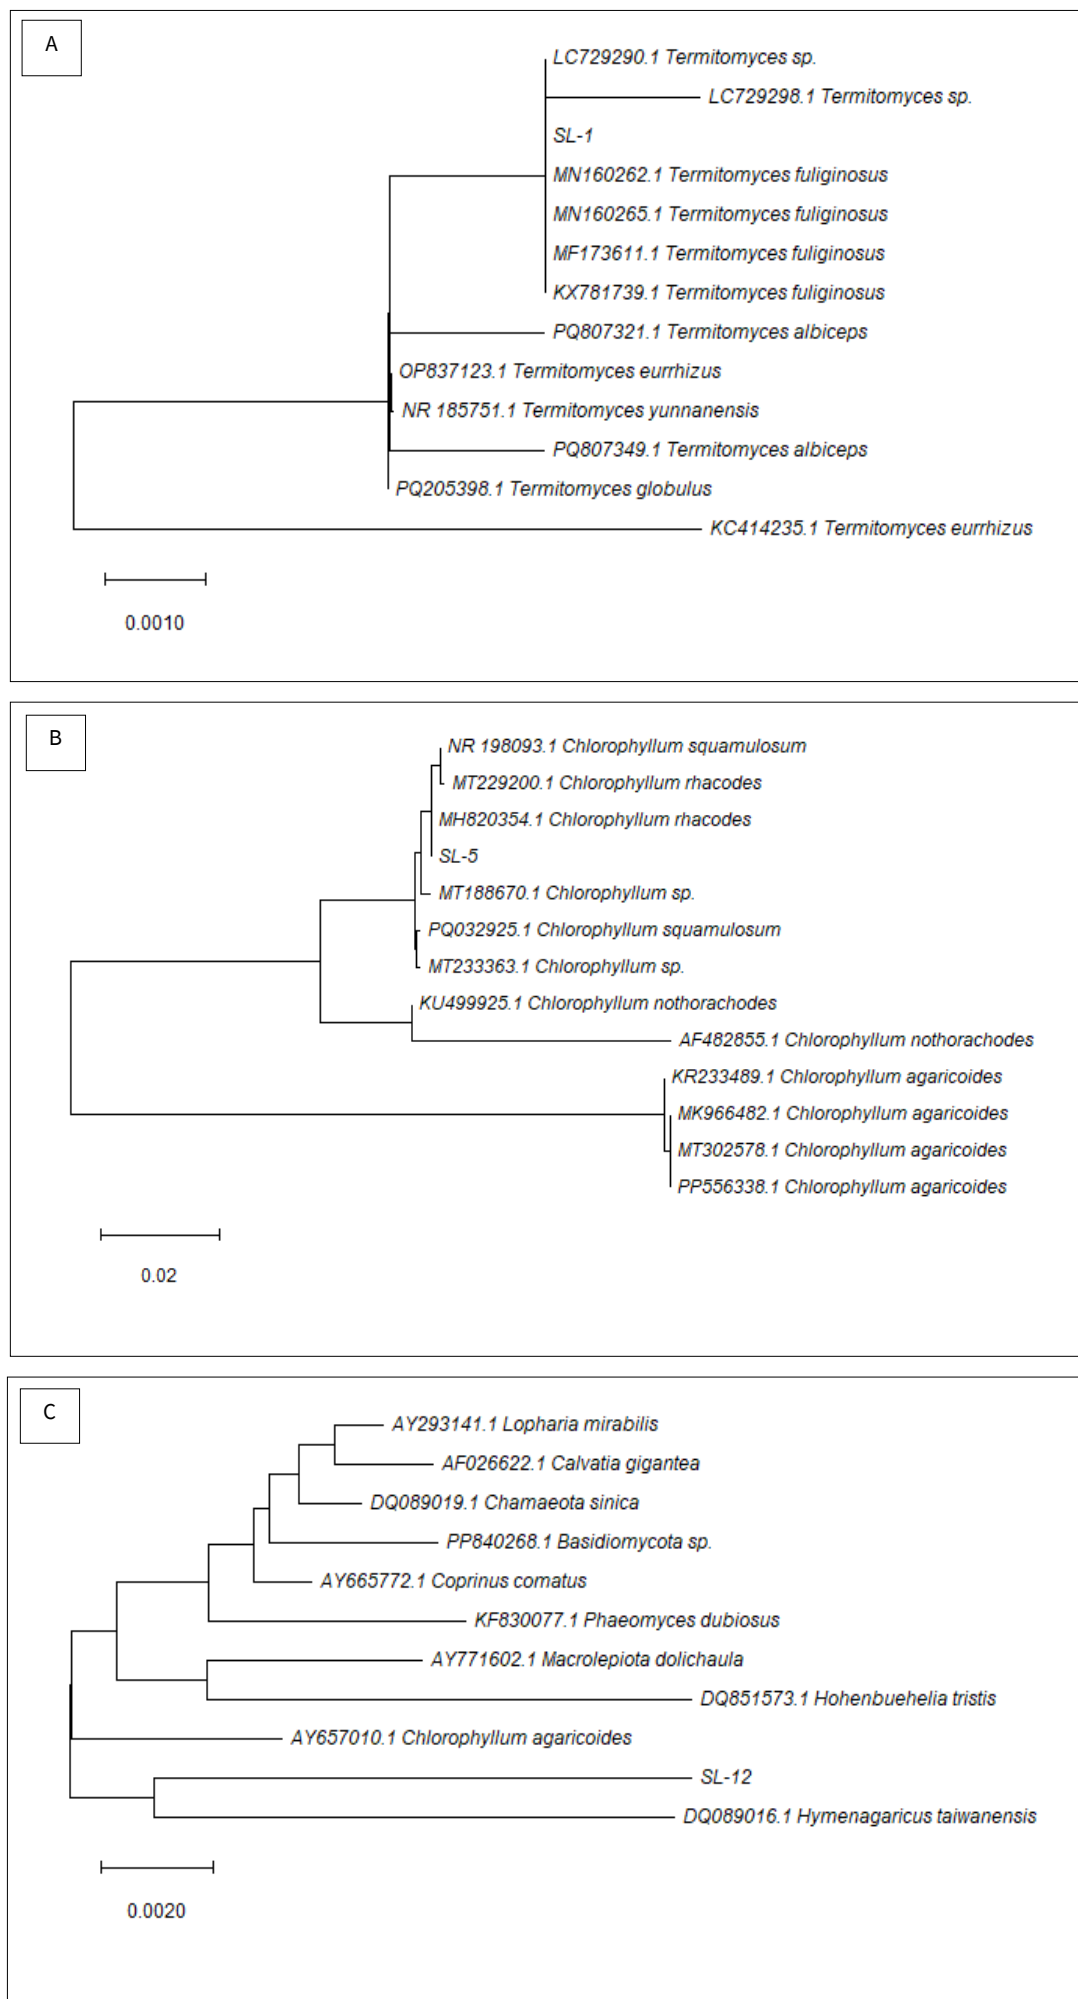 A
LC729290.1 Termitomyces sp.
LC729298.1 Termitomyces sp.
SL-1
MN160262.1 Termitomyces fuliginosus
MN160265.1 Termitomyces fuliginosus
MF173611.1 Termitomyces fuliginosus
KX781739.1 Termitomyces fuliginosus
PQ807321.1 Termitomyces albiceps
OP837123.1 Termitomyces eurrhizus
NR 185751.1 Termitomyces yunnanensis
PQ807349.1 Termitomyces albiceps
PQ205398.1 Termitomyces globulus
KC414235.1 Termitomyces eurrhizus
0.0010
B
NR 198093.1 Chlorophyllum squamulosum
MT229200.1 Chlorophyllum rhacodes
MH820354.1 Chlorophyllum rhacodes
SL-5
MT188670.1 Chlorophyllum sp.
PQ032925.1 Chlorophyllum squamulosum
MT233363.1 Chlorophyllum sp.
KU499925.1 Chlorophyllum nothorachodes
AF482855.1 Chlorophyllum nothorachodes
KR233489.1 Chlorophyllum agaricoides
MK966482.1 Chlorophyllum agaricoides
MT302578.1 Chlorophyllum agaricoides
PP556338.1 Chlorophyllum agaricoides
0.02
C
AY293141.1 Lopharia mirabilis
AF026622.1 Calvatia gigantea
DQ089019.1 Chamaeota sinica
PP840268.1 Basidiomycota sp.
AY665772.1 Coprinus comatus
KF830077.1 Phaeomyces dubiosus
AY771602.1 Macrolepiota dolichaula
DQ851573.1 Hohenbuehelia tristis
AY657010.1 Chlorophyllum agaricoides
SL-12
DQ089016.1 Hymenagaricus taiwanensis
0.0020